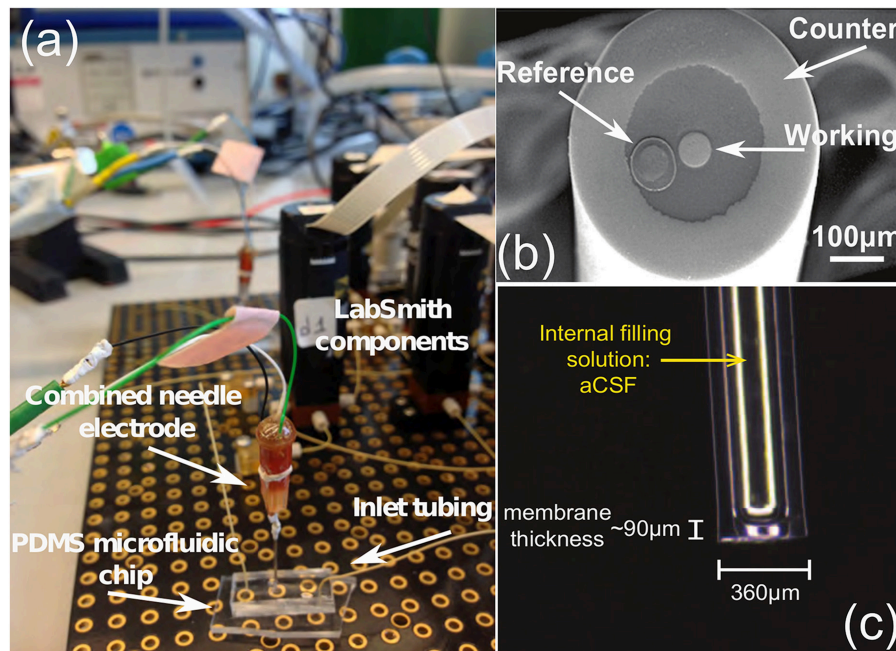 (a)
LabSmith
components
d1
Combined needle
electrode
Inlet tubing
PDMS microfluidic
chip
Counter
Reference
Working
100µm
(b)
Internal filling
solution:
aCSF
membrane
thickness
~90µm
360µm
(c)